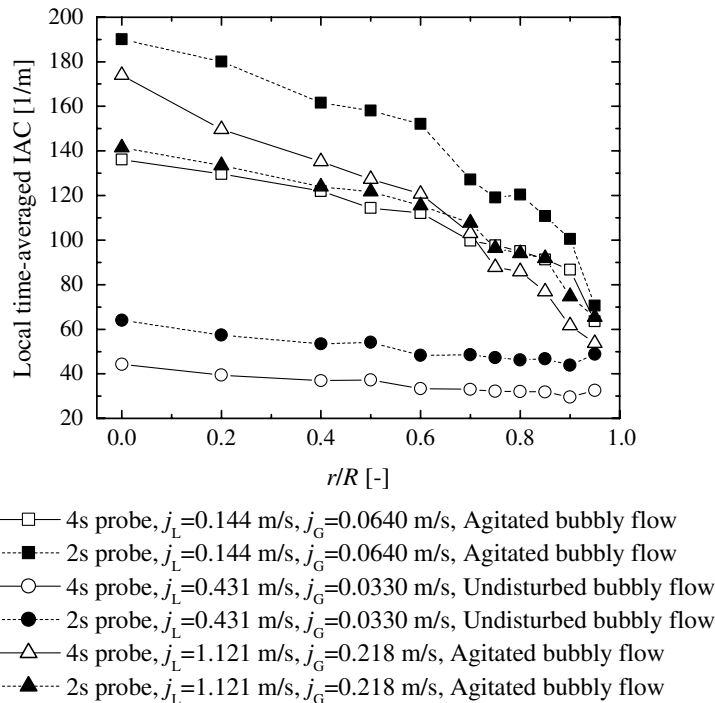 200
180
160
140
120
100
80
60
40
20
Local time-averaged IAC [1/m]
0.0 0.2 0.4 0.6 0.8 1.0
r/R [-]
4s probe, jL=0.144 m/s, jG=0.0640 m/s, Agitated bubbly flow
2s probe, jL=0.144 m/s, jG=0.0640 m/s, Agitated bubbly flow
4s probe, jL=0.431 m/s, jG=0.0330 m/s, Undisturbed bubbly flow
2s probe, jL=0.431 m/s, jG=0.0330 m/s, Undisturbed bubbly flow
4s probe, jL=1.121 m/s, jG=0.218 m/s, Agitated bubbly flow
2s probe, jL=1.121 m/s, jG=0.218 m/s, Agitated bubbly flow